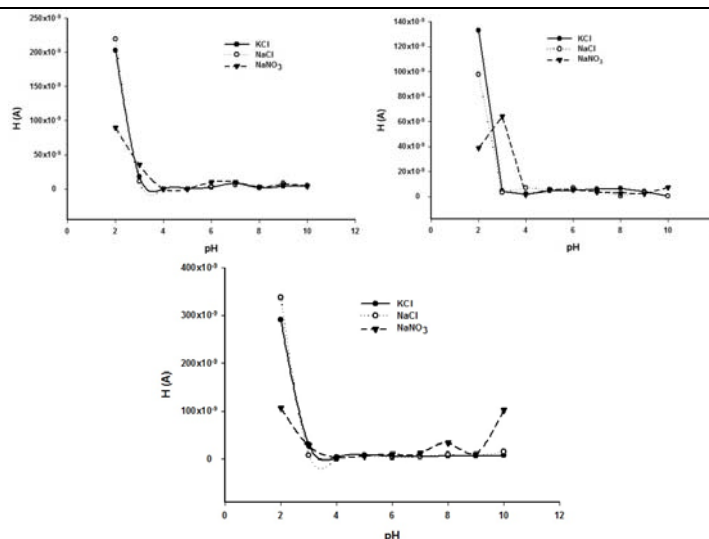 250x10⁻⁹
200x10⁻⁹
150x10⁻⁹
100x10⁻⁹
50x10⁻⁹
0
H (A)
0 2 4 6 8 10 12
pH
KCl
NaCl
NaNO₃
140x10⁻⁹
120x10⁻⁹
100x10⁻⁹
80x10⁻⁹
60x10⁻⁹
40x10⁻⁹
20x10⁻⁹
0
H (A)
0 2 4 6 8 10
pH
KCl
NaCl
NaNO₃
400x10⁻⁹
300x10⁻⁹
200x10⁻⁹
100x10⁻⁹
0
H (A)
0 2 4 6 8 10 12
pH
KCl
NaCl
NaNO₃